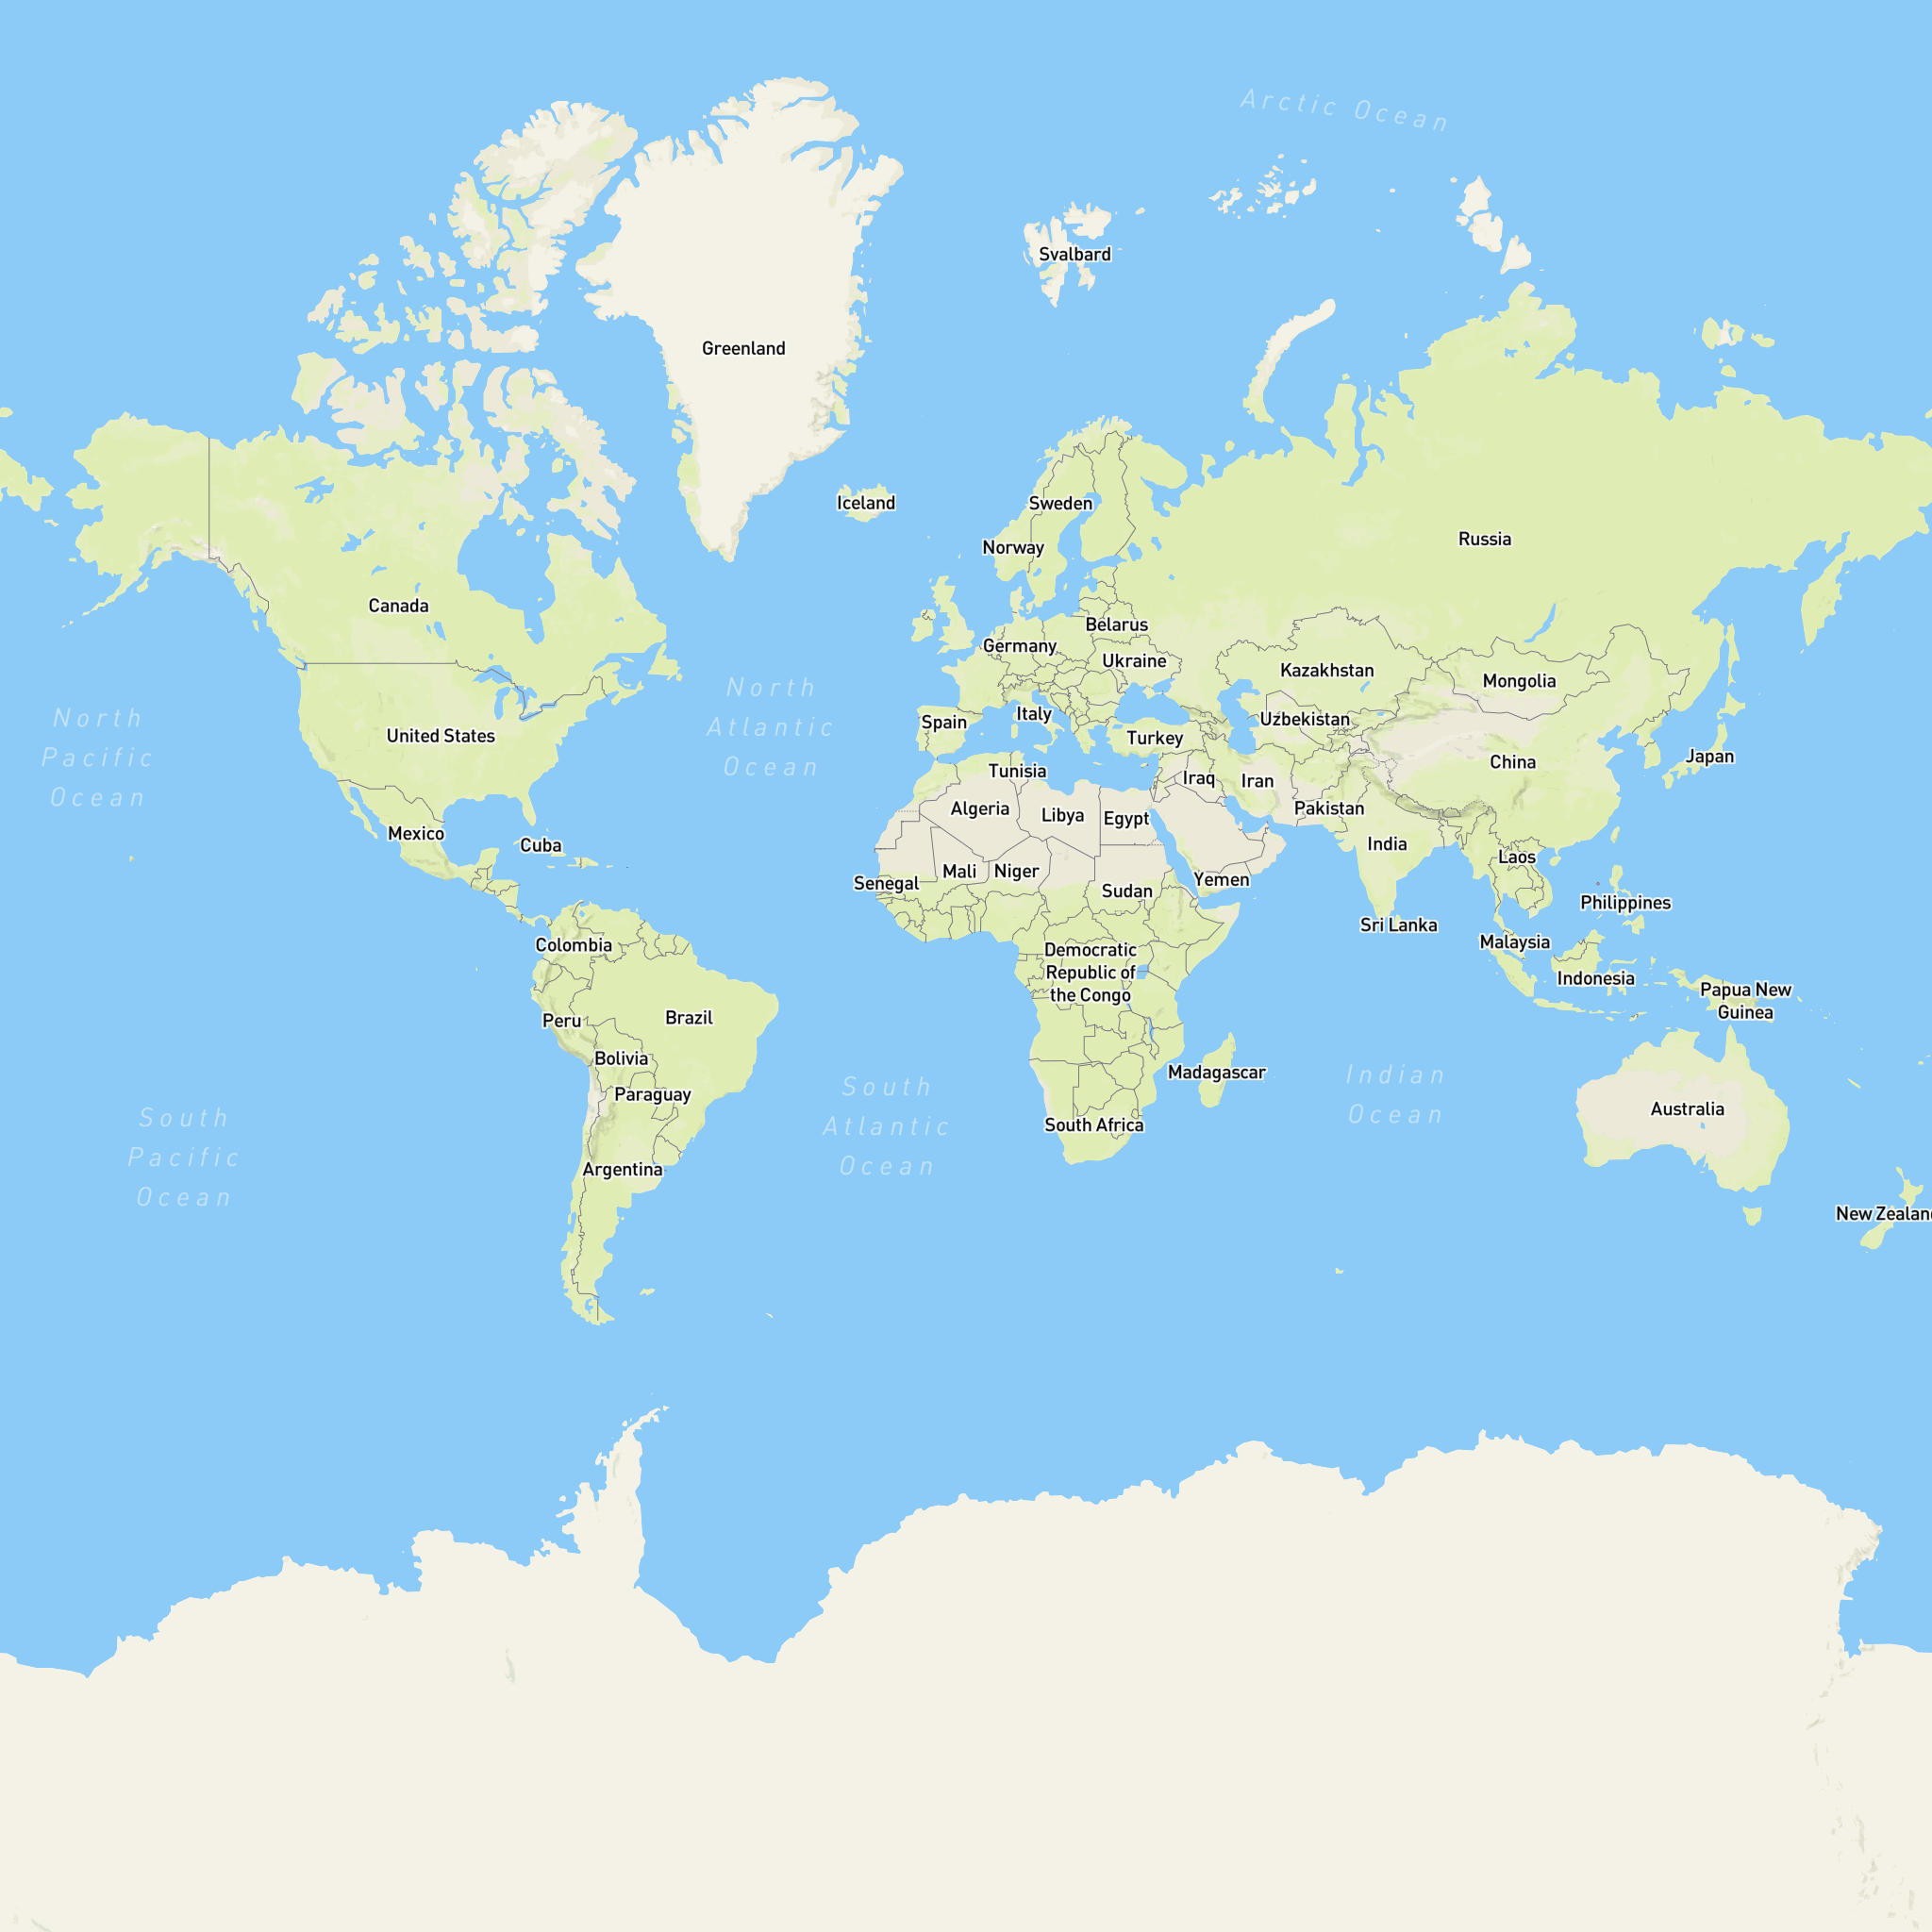 Arctic Ocean
Svalbard
Greenland
Iceland
Sweden
Norway
Russia
Canada
Belarus
Germany
Ukraine
Kazakhstan
Mongolia
North
Pacific
Ocean
North
Atlantic
Ocean
United States
Spain
Italy
Turkey
Uzbekistan
China
Japan
Tunisia
Iraq
Iran
Algeria
Libya
Egypt
Pakistan
Mexico
Cuba
India
Laos
Senegal
Mali
Niger
Sudan
Yemen
Philippines
Sri Lanka
Colombia
Democratic
Republic of
the Congo
Malaysia
Indonesia
Papua New
Guinea
Peru
Brazil
Bolivia
Paraguay
Madagascar
South
Pacific
Ocean
South
Atlantic
Ocean
Indian
Ocean
Australia
South Africa
Argentina
New Zealan